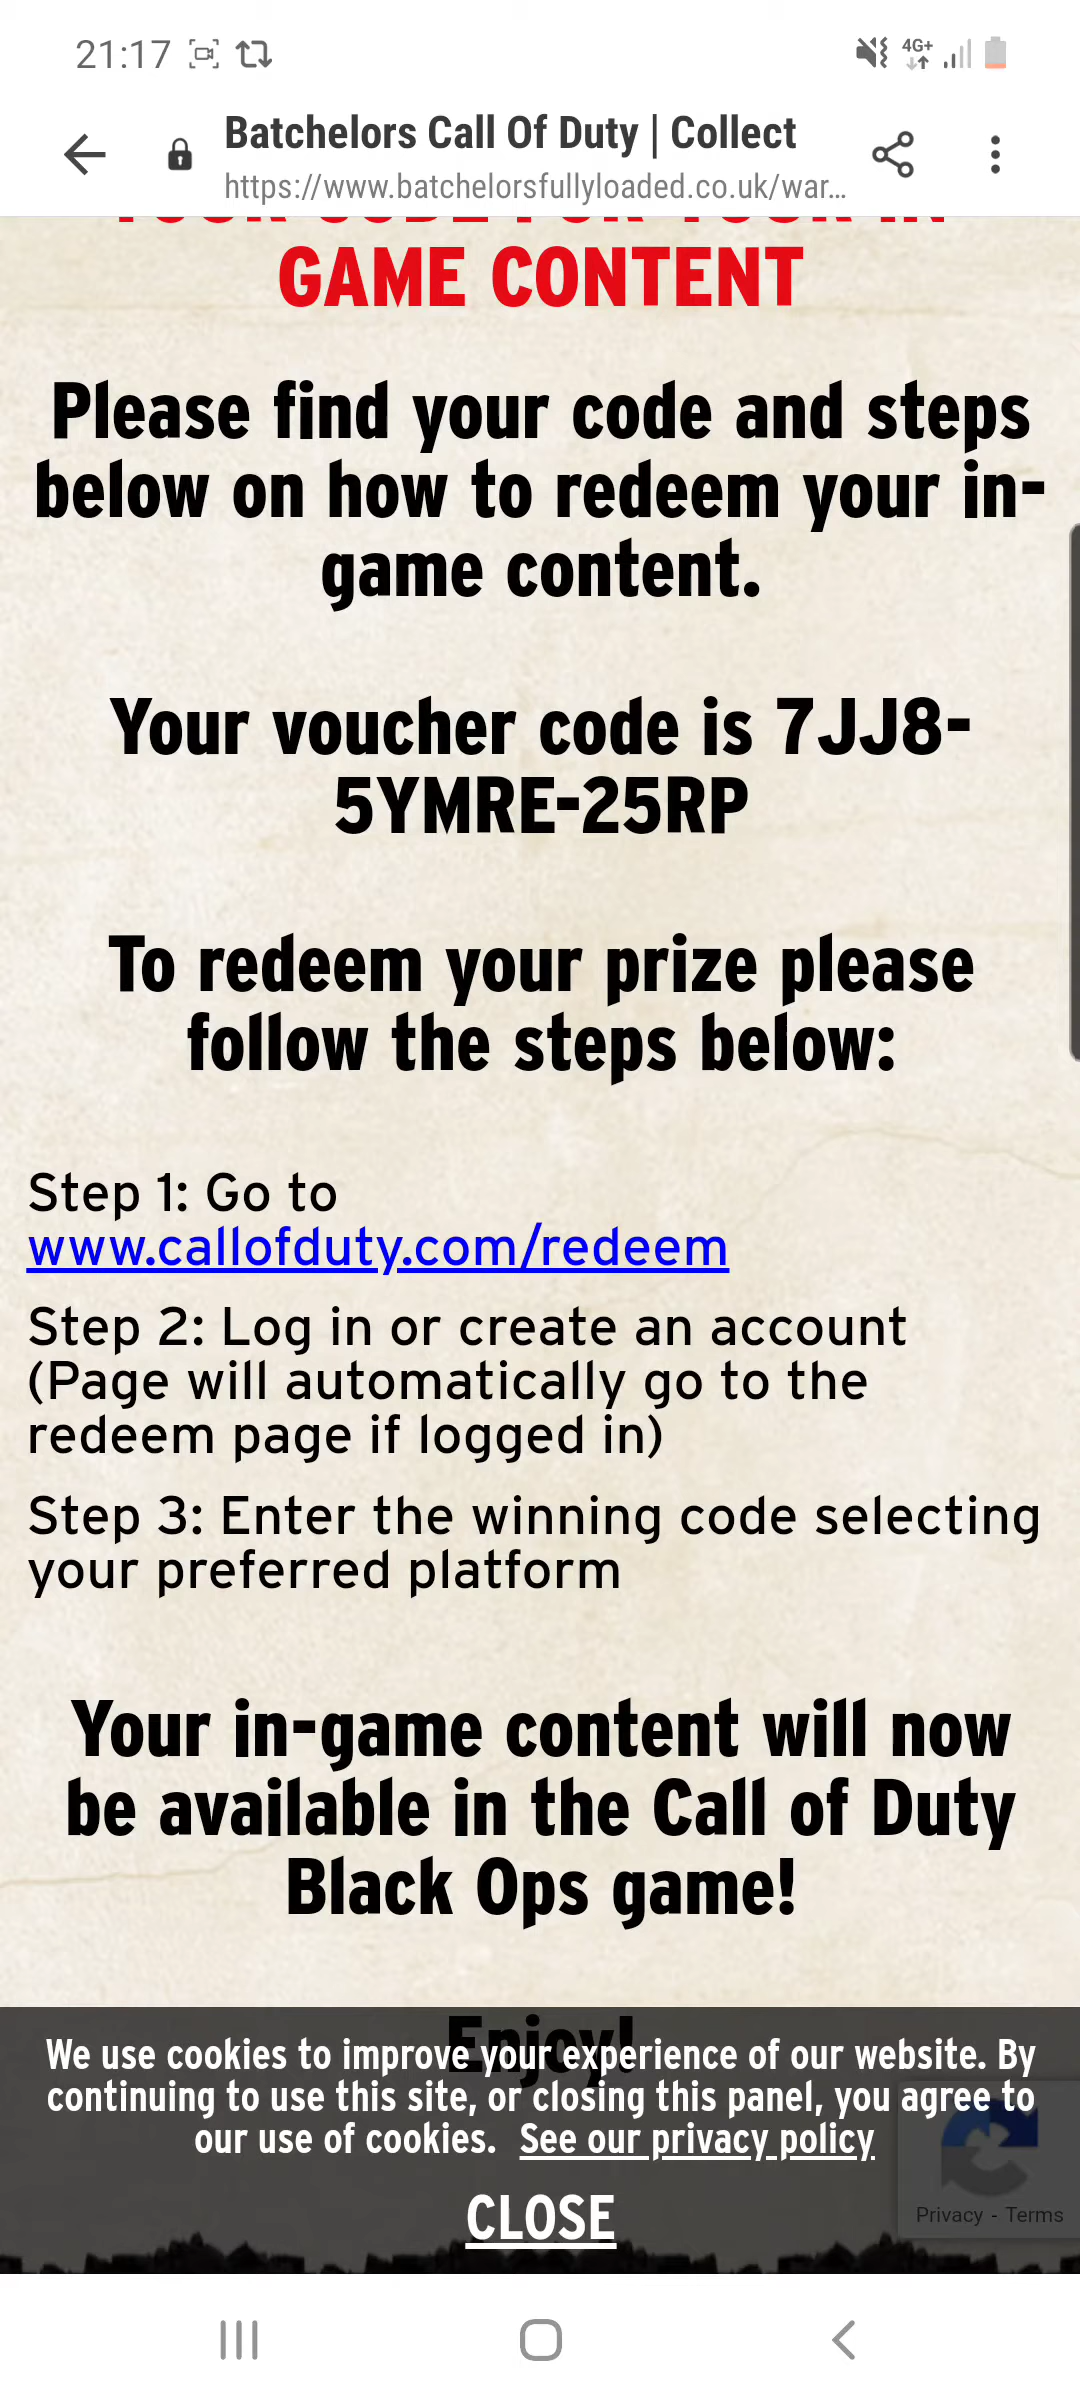 21:17
4G+
Batchelors Call Of Duty | Collect
https://www.batchelorsfullyloaded.co.uk/war...
YOUR CODE FOR YOUR IN
GAME CONTENT
Please find your code and steps
below on how to redeem your in-
game content.
Your voucher code is 7JJ8-
5YMRE-25RP
To redeem your prize please
follow the steps below:
Step 1: Go to
www.callofduty.com/redeem
Step 2: Log in or create an account
(Page will automatically go to the
redeem page if logged in)
Step 3: Enter the winning code selecting
your preferred platform
Your in-game content will now
be available in the Call of Duty
Black Ops game!
Enjoy!
We use cookies to improve your experience of our website. By
continuing to use this site, or closing this panel, you agree to
our use of cookies. See our privacy policy
CLOSE
Privacy - Terms